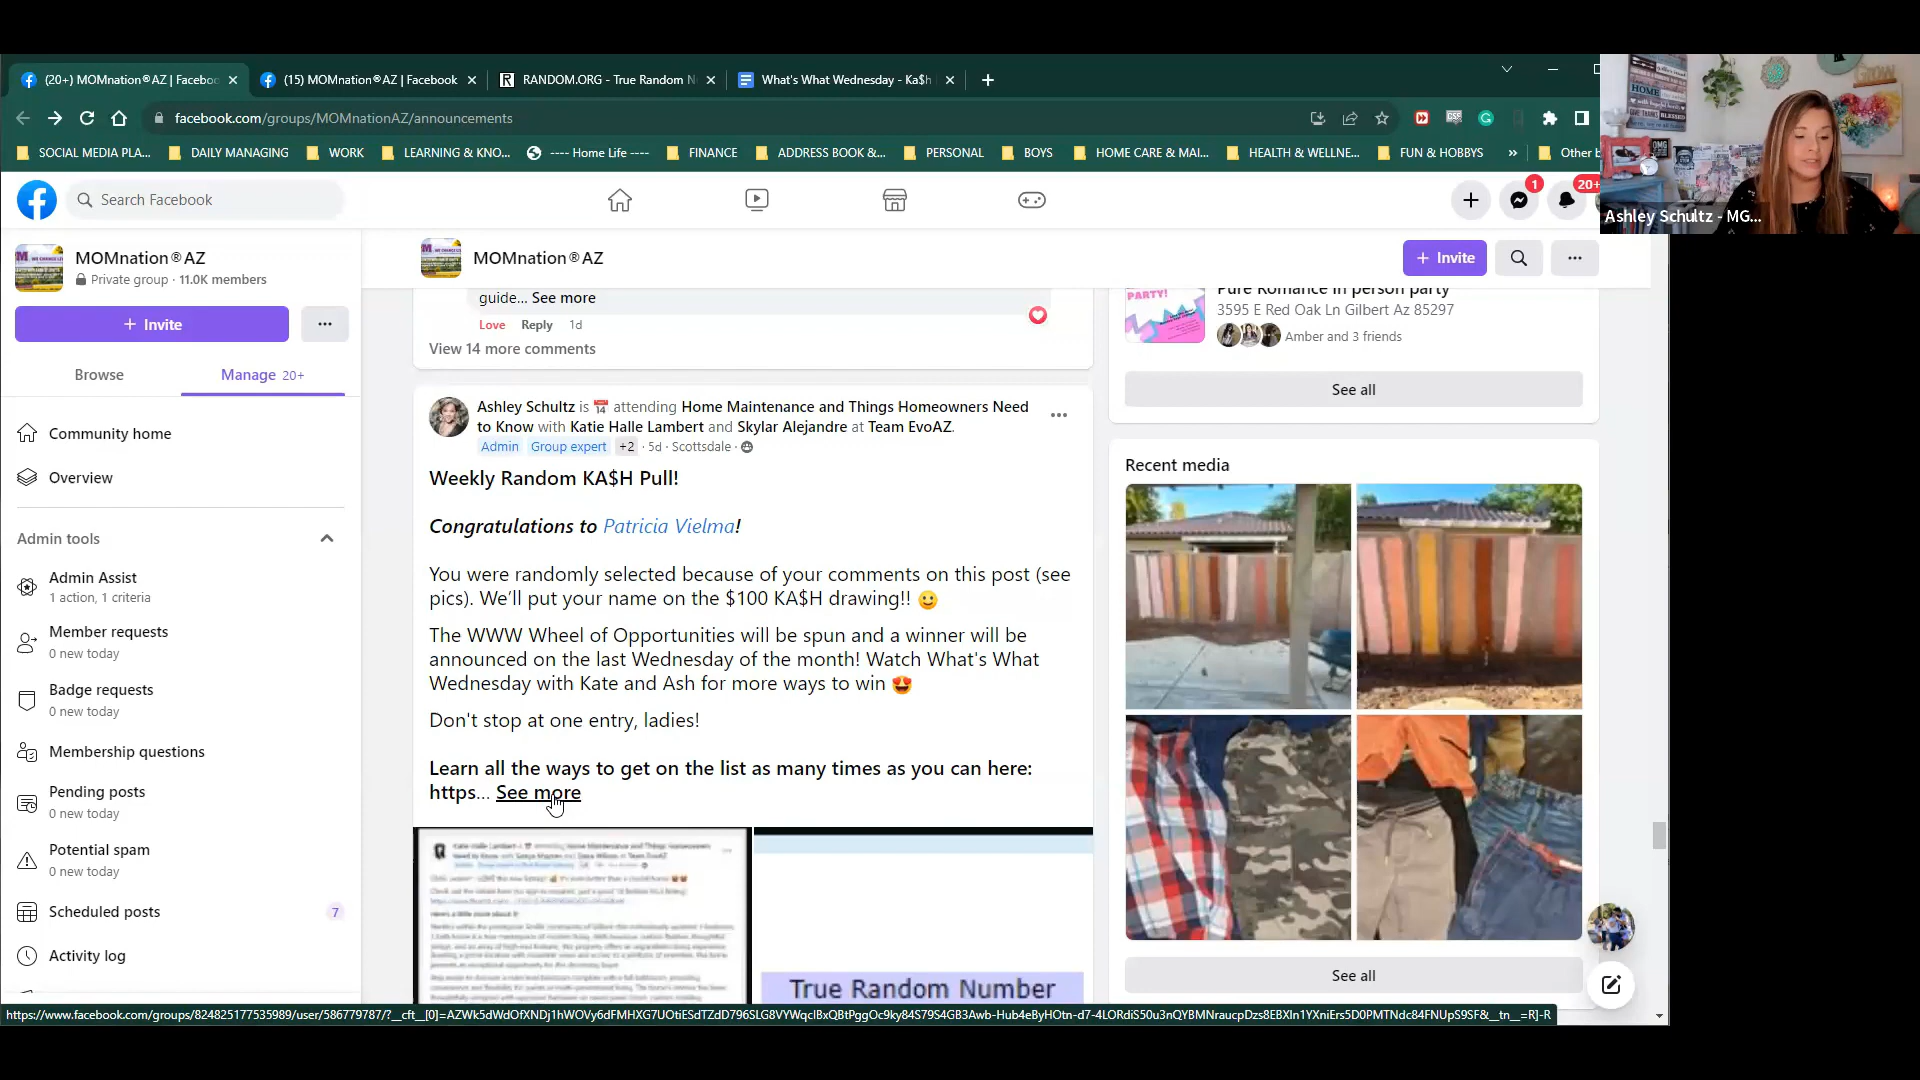 (20+) MOMnation®AZ | Faceboo
(15) MOMnation®AZ | Facebook
RANDOM.ORG - True Random N
What's What Wednesday - Ka$h
facebook.com/groups/MOMnationAZ/announcements
SOCIAL MEDIA PLA...
DAILY MANAGING
WORK
LEARNING & KNO...
---- Home Life ----
FINANCE
ADDRESS BOOK &...
PERSONAL
BOYS
HOME CARE & MAI...
HEALTH & WELLNE...
FUN & HOBBYS
»
Other b
Ashley Schultz - MG...
Search Facebook
1
20+
MOMnation®AZ
Private group · 11.0K members
+ Invite
...
Browse
Manage 20+
Community home
Overview
Admin tools
Admin Assist
1 action, 1 criteria
Member requests
0 new today
Badge requests
0 new today
Membership questions
Pending posts
0 new today
Potential spam
0 new today
Scheduled posts 7
Activity log
MOMnation®AZ
+ Invite
guide... See more
Love Reply 1d
View 14 more comments
Ashley Schultz is 📅 attending Home Maintenance and Things Homeowners Need
to Know with Katie Halle Lambert and Skylar Alejandre at Team EvoAZ.
Admin Group expert +2 · 5d · Scottsdale ·
Weekly Random KA$H Pull!
Congratulations to Patricia Vielma!
You were randomly selected because of your comments on this post (see
pics). We'll put your name on the $100 KA$H drawing!! 🙂
The WWW Wheel of Opportunities will be spun and a winner will be
announced on the last Wednesday of the month! Watch What's What
Wednesday with Kate and Ash for more ways to win 😍
Don't stop at one entry, ladies!
Learn all the ways to get on the list as many times as you can here:
https... See more
True Random Number
PARTY!
Pure Romance in person party
3595 E Red Oak Ln Gilbert Az 85297
Amber and 3 friends
See all
Recent media
See all